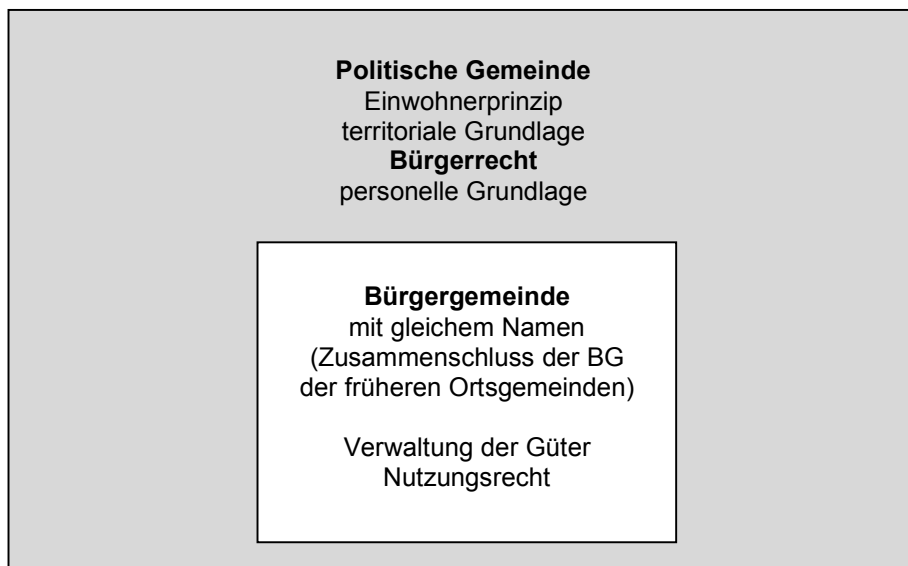 Politische Gemeinde
Einwohnerprinzip
territoriale Grundlage
Bürgerrecht
personelle Grundlage
Bürgergemeinde
mit gleichem Namen
(Zusammenschluss der BG
der früheren Ortsgemeinden)
Verwaltung der Güter
Nutzungsrecht